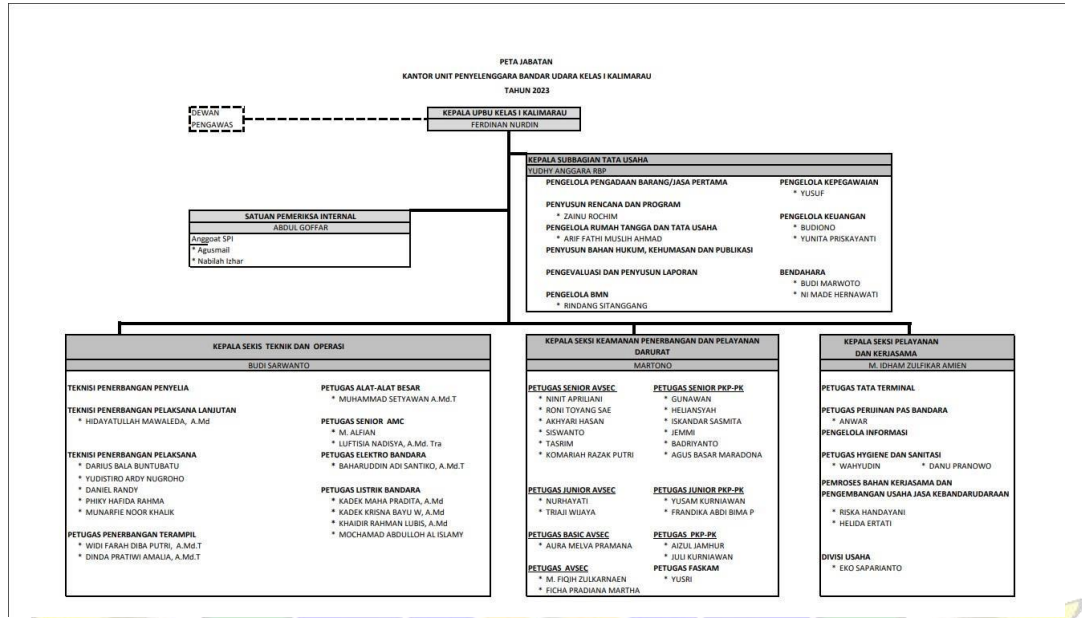 PETA JABATAN
KANTOR UNIT PENYELENGGARA BANDAR UDARA KELAS I KALIMARAU
TAHUN 2023
DEWAN
PENGAWAS
KEPALA UPBU KELAS I KALIMARAU
FERDINAN NURDIN
KEPALA SUBBAGIAN TATA USAHA
YUDHY ANGGARA RBP
PENGELOLA PENGADAAN BARANG/JASA PERTAMA
PENYUSUN RENCANA DAN PROGRAM
* ZAINU ROCHIM
PENGELOLA RUMAH TANGGA DAN TATA USAHA
* ARIF FATHI MUSLIH AHMAD
PENYUSUN BAHAN HUKUM, KEHUMASAN DAN PUBLIKASI
PENGEVALUASI DAN PENYUSUN LAPORAN
PENGELOLA BMN
* RINDANG SITANGGANG
PENGELOLA KEPEGAWAIAN
* YUSUF
PENGELOLA KEUANGAN
* BUDIONO
* YUNITA PRISKAYANTI
BENDAHARA
* BUDI MARWOTO
* NI MADE HERNAWATI
SATUAN PEMERIKSA INTERNAL
ABDUL GOFFAR
Anggoat SPI
* Agusmail
* Nabilah Izhar
KEPALA SEKIS TEKNIK DAN OPERASI
BUDI SARWANTO
TEKNISI PENERBANGAN PENYELIA
TEKNISI PENERBANGAN PELAKSANA LANJUTAN
* HIDAYATULLAH MAWALEDA, A.Md
TEKNISI PENERBANGAN PELAKSANA
* DARIUS BALA BUNTUBATU
* YUDISTIRO ARDY NUGROHO
* DANIEL RANDY
* PHIKY HAFIDA RAHMA
* MUNARFIE NOOR KHALIK
PETUGAS PENERBANGAN TERAMPIL
* WIDI FARAH DIBA PUTRI, A.Md.T
* DINDA PRATIWI AMALIA, A.Md.T
PETUGAS ALAT-ALAT BESAR
* MUHAMMAD SETYAWAN A.Md.T
PETUGAS SENIOR AMC
* M. ALFIAN
* LUFTISIA NADISYA, A.Md. Tra
PETUGAS ELEKTRO BANDARA
* BAHARUDDIN ADI SANTIKO, A.Md.T
PETUGAS LISTRIK BANDARA
* KADEK MAHA PRADITA, A.Md
* KADEK KRISNA BAYU W, A.Md
* KHAIDIR RAHMAN LUBIS, A.Md
* MOCHAMAD ABDULLOH AL ISLAMY
KEPALA SEKSI KEAMANAN PENERBANGAN DAN PELAYANAN
DARURAT
MARTONO
PETUGAS SENIOR AVSEC
* NINIT APRILIANI
* RONI TOYANG SAE
* AKHYARI HASAN
* SISWANTO
* TASRIM
* KOMARIAH RAZAK PUTRI
PETUGAS JUNIOR AVSEC
* NURHAYATI
* TRIAJI WIJAYA
PETUGAS BASIC AVSEC
* AURA MELVA PRAMANA
PETUGAS AVSEC
* M. FIQIH ZULKARNAEN
* FICHA PRADIANA MARTHA
PETUGAS SENIOR PKP-PK
* GUNAWAN
* HELIANSYAH
* ISKANDAR SASMITA
* JEMMI
* BADRIYANTO
* AGUS BASAR MARADONA
PETUGAS JUNIOR PKP-PK
* YUSAM KURNIAWAN
* FRANDIKA ABDI BIMA P
PETUGAS PKP-PK
* AIZUL JAMHUR
* JULI KURNIAWAN
PETUGAS FASKAM
* YUSRI
KEPALA SEKSI PELAYANAN
DAN KERJASAMA
M. IDHAM ZULFIKAR AMIEN
PETUGAS TATA TERMINAL
PETUGAS PERIJINAN PAS BANDARA
* ANWAR
PENGELOLA INFORMASI
PETUGAS HYGIENE DAN SANITASI
* WAHYUDIN * DANU PRANOWO
PEMROSES BAHAN KERJASAMA DAN
PENGEMBANGAN USAHA JASA KEBANDARUDARAAN
* RISKA HANDAYANI
* HELIDA ERTATI
DIVISI USAHA
* EKO SAPARIANTO